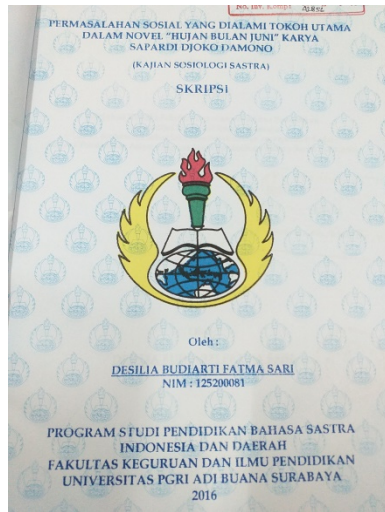 PERMASALAHAN SOSIAL YANG DIALAMI TOKOH UTAMA
DALAM NOVEL "HUJAN BULAN JUNI" KARYA
SAPARDI DJOKO DAMONO
(KAJIAN SOSIOLOGI SASTRA)
SKRIPSI
Oleh :
DESILIA BUDIARTI FATMA SARI
NIM : 125200081
PROGRAM STUDI PENDIDIKAN BAHASA SASTRA
INDONESIA DAN DAERAH
FAKULTAS KEGURUAN DAN ILMU PENDIDIKAN
UNIVERSITAS PGRI ADI BUANA SURABAYA
2016